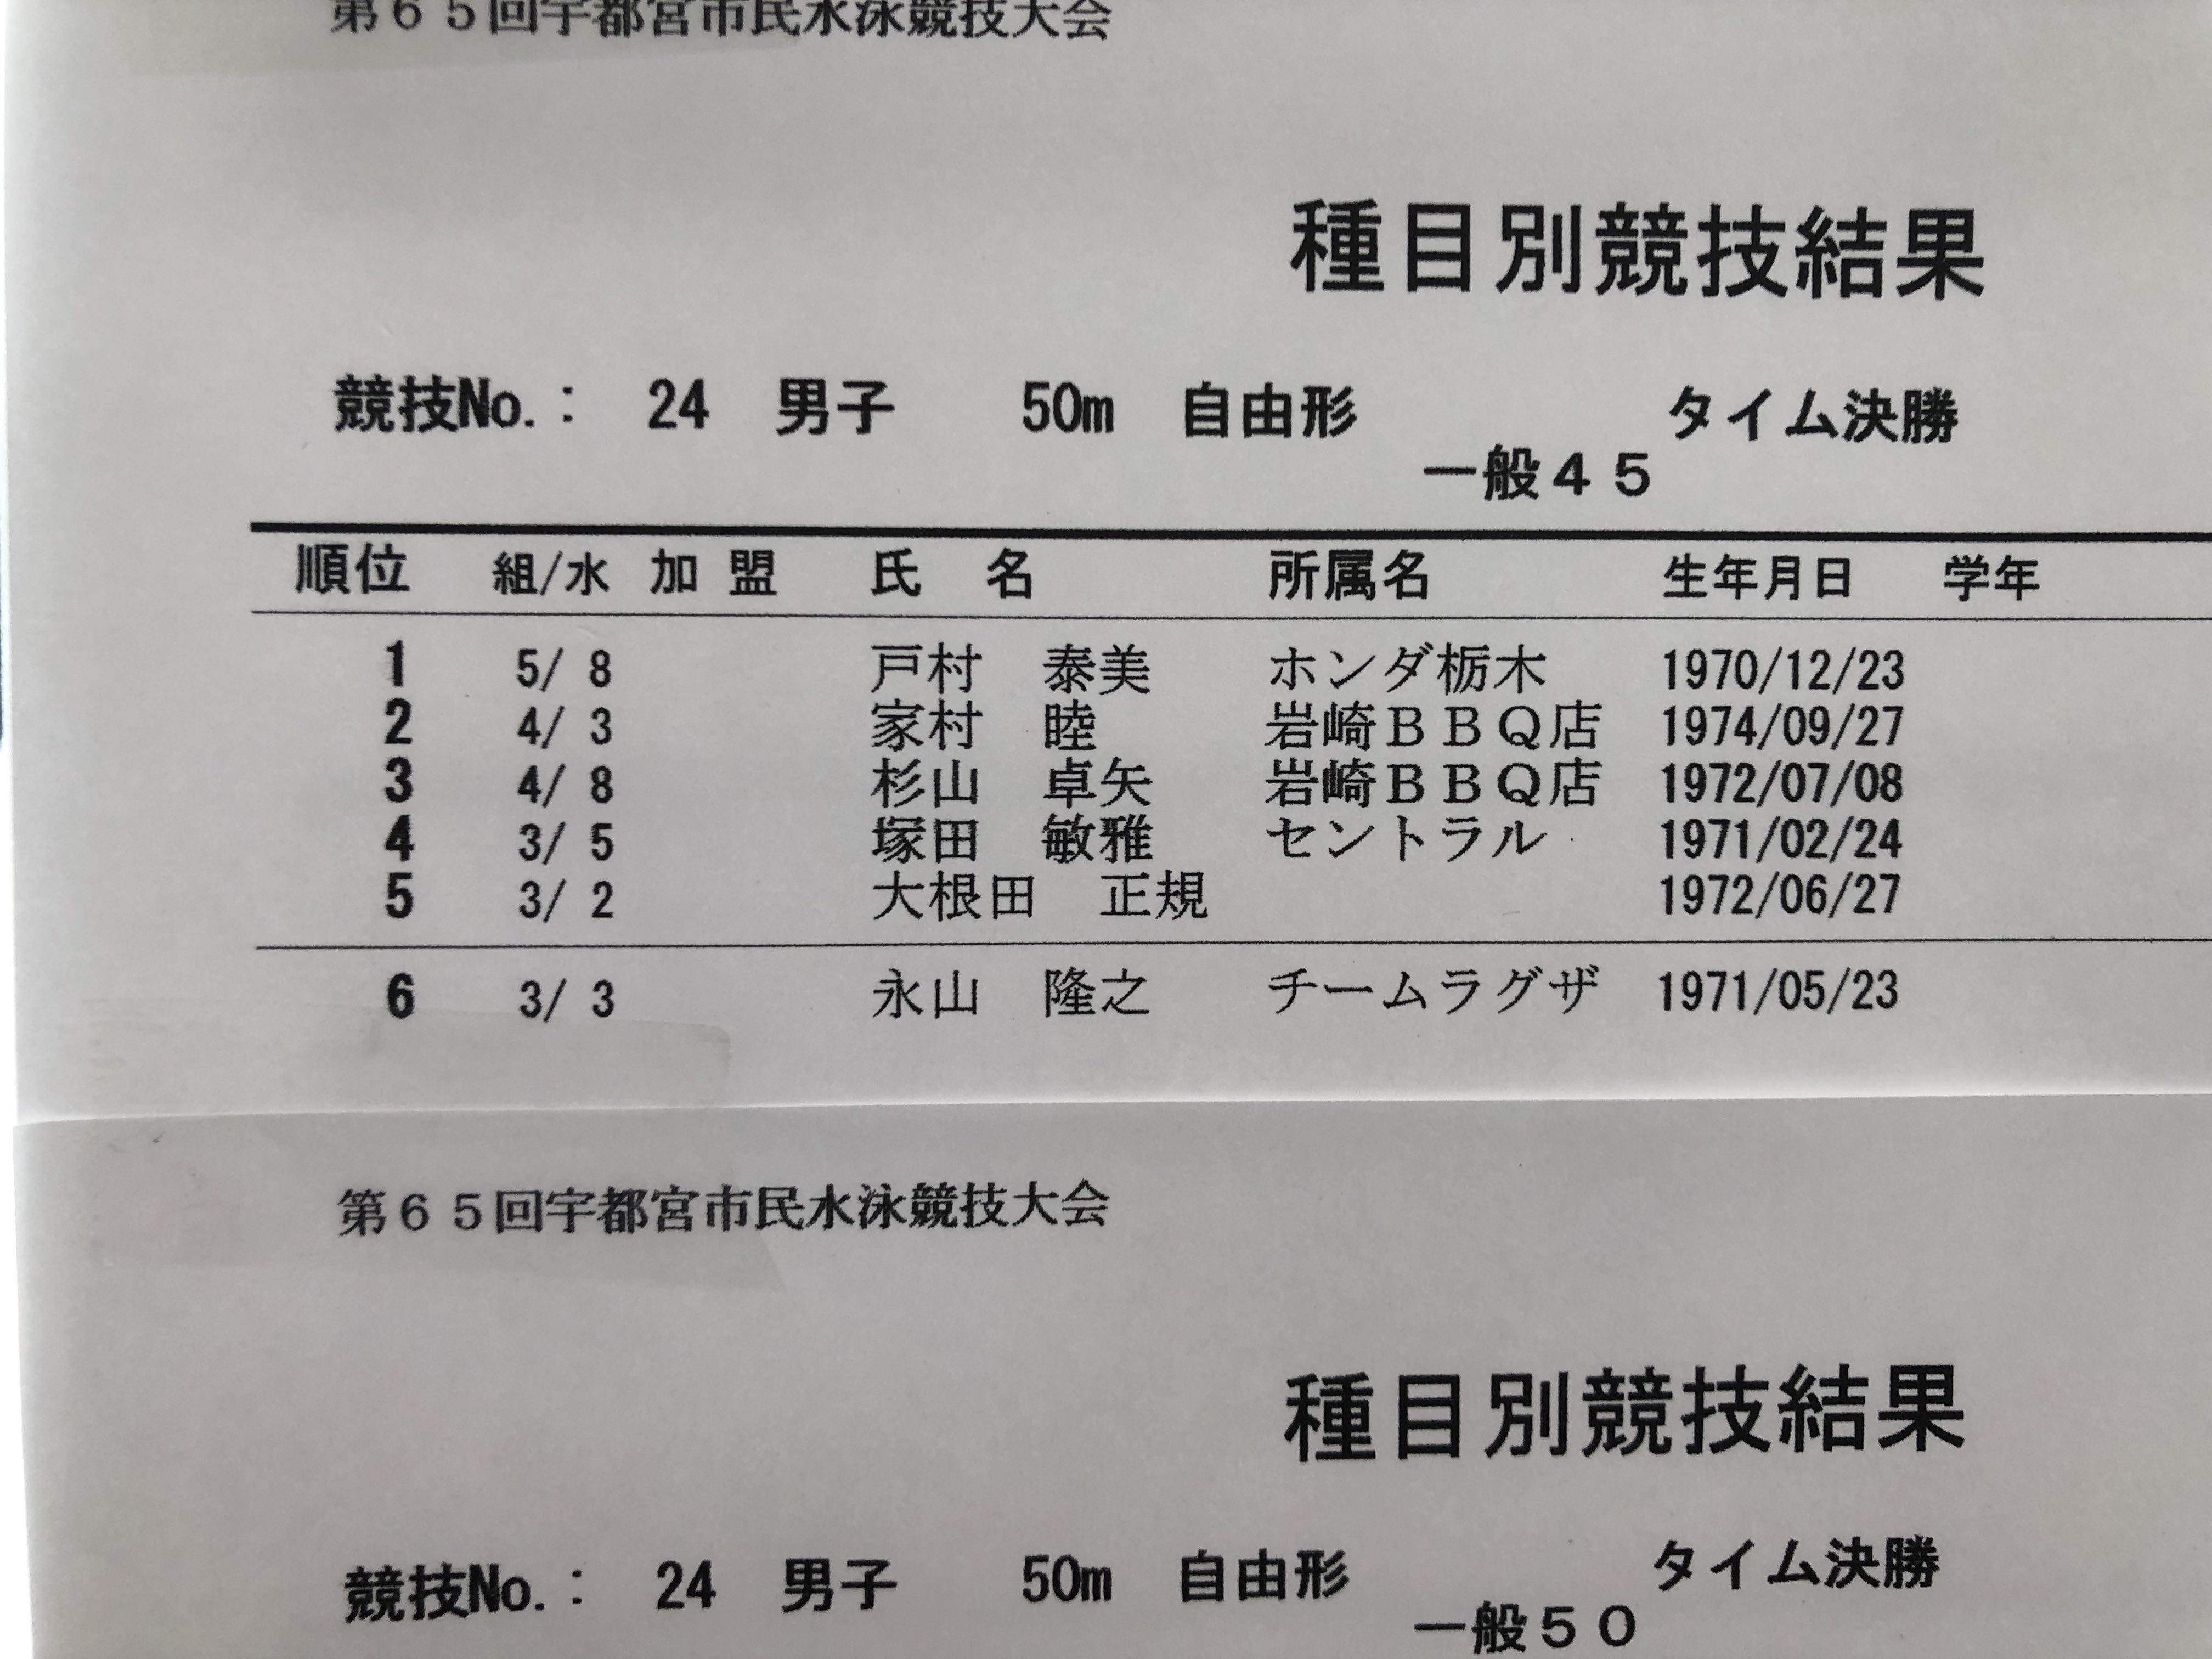 第６５回宇都宮市民水泳競技大会
種目別競技結果
競技No.: 24 男子 50m 自由形 タイム決勝
一般４５
順位 組/水 加 盟 氏 名 所属名 生年月日 学年
1 5/ 8 戸村 泰美 ホンダ栃木 1970/12/23
2 4/ 3 家村 睦 岩崎ＢＢＱ店 1974/09/27
3 4/ 8 杉山 卓矢 岩崎ＢＢＱ店 1972/07/08
4 3/ 5 塚田 敏雅 セントラル 1971/02/24
5 3/ 2 大根田 正規 1972/06/27
6 3/ 3 永山 隆之 チームラグザ 1971/05/23
第６５回宇都宮市民水泳競技大会
種目別競技結果
競技No.: 24 男子 50m 自由形 タイム決勝
一般５０